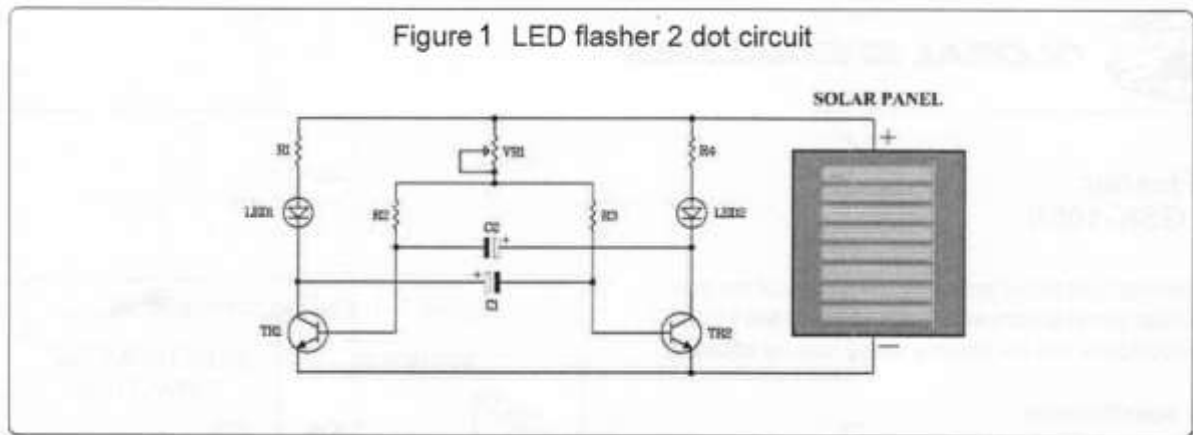 Figure 1 LED flasher 2 dot circuit
SOLAR PANEL
+
R1
VR1
R4
LED1
R2
R3
LED2
C2
+
+
C1
TR1
TR2
−